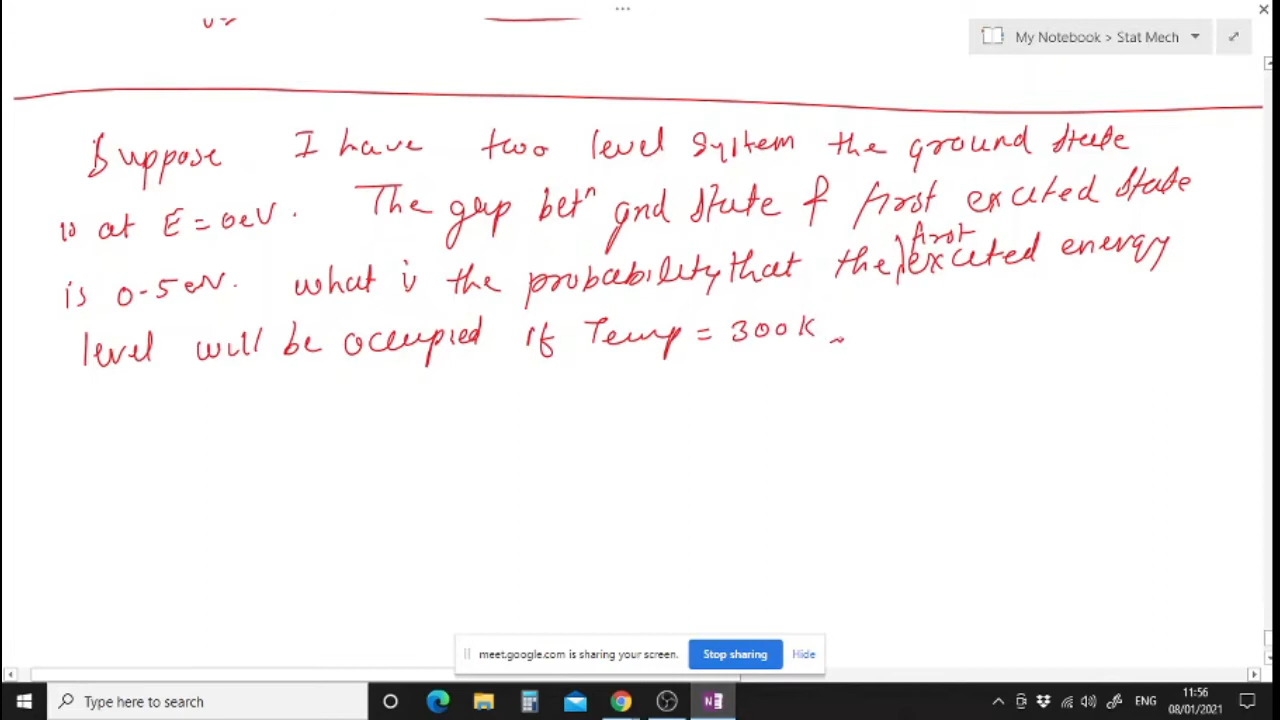 My Notebook > Stat Mech
Suppose I have two level system the ground state
is at E = 0eV. The gap betn gnd state & first excited state
is 0.5 eV. what is the probability that the first excited energy
level will be occupied if Temp = 300K.
meet.google.com is sharing your screen. Stop sharing Hide
Type here to search
ENG
11:56
08/01/2021